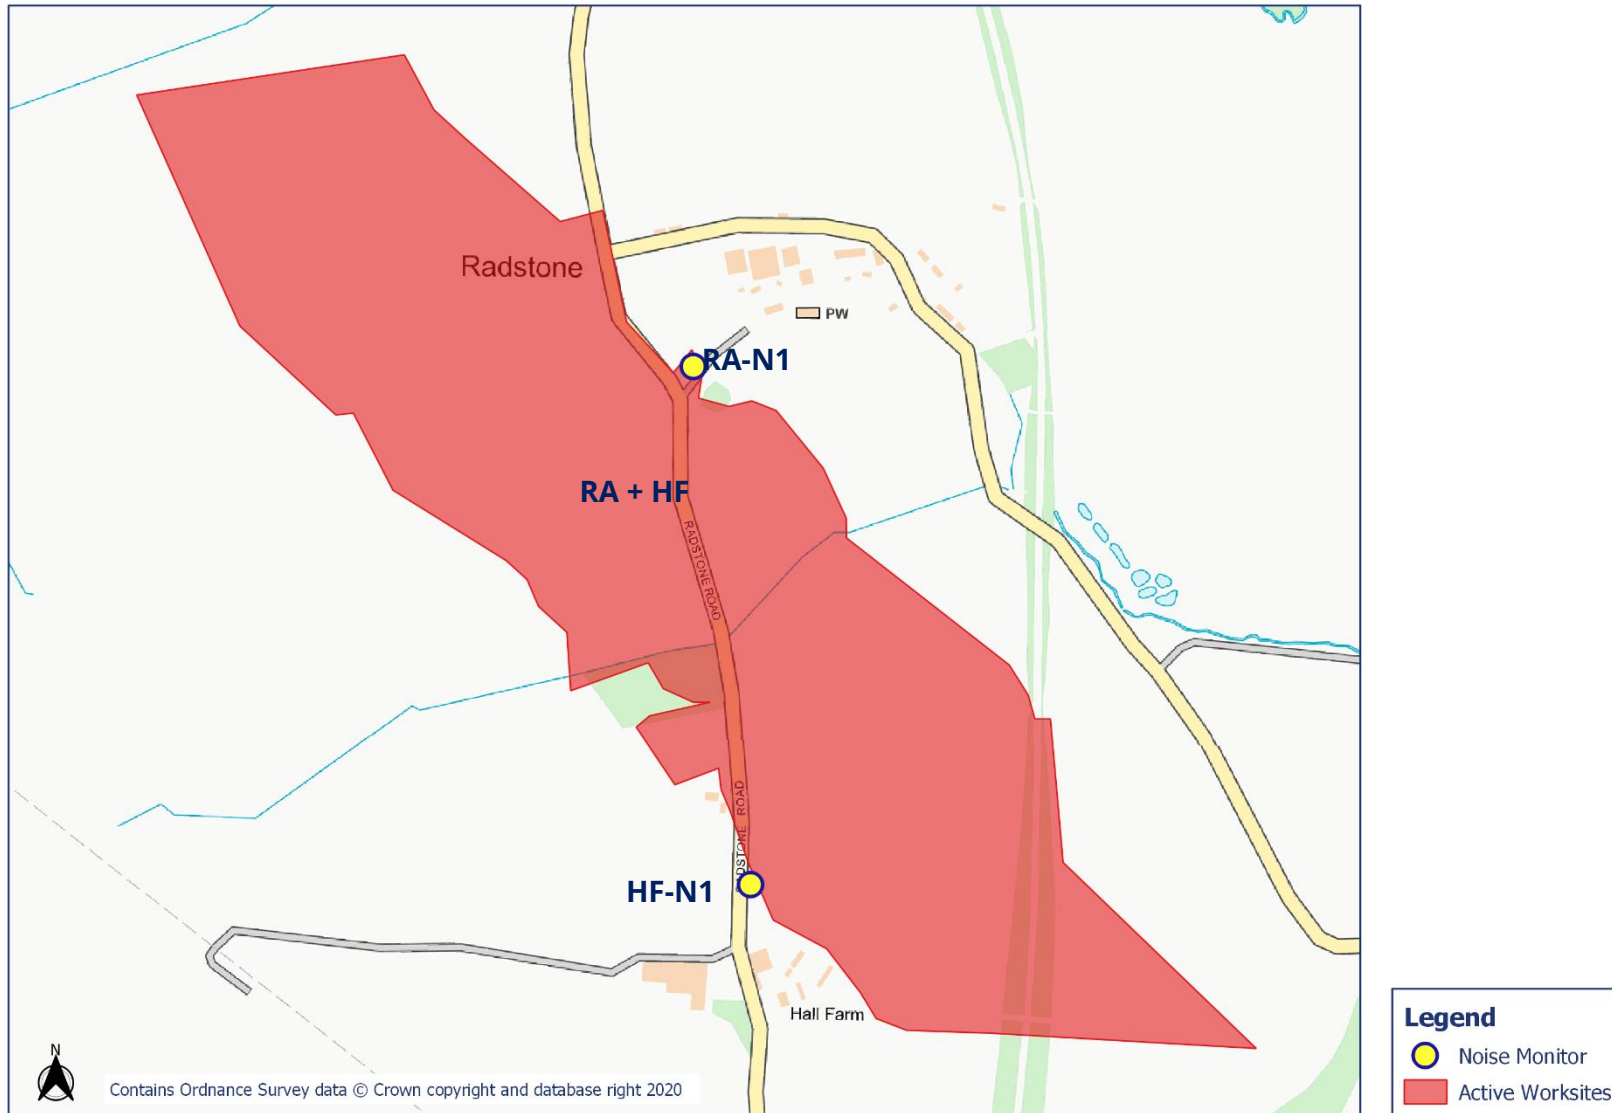 Radstone
PW
RA-N1
RA + HF
RADSTONE ROAD
RADSTONE ROAD
HF-N1
Hall Farm
N
Contains Ordnance Survey data © Crown copyright and database right 2020
Legend
Noise Monitor
Active Worksites